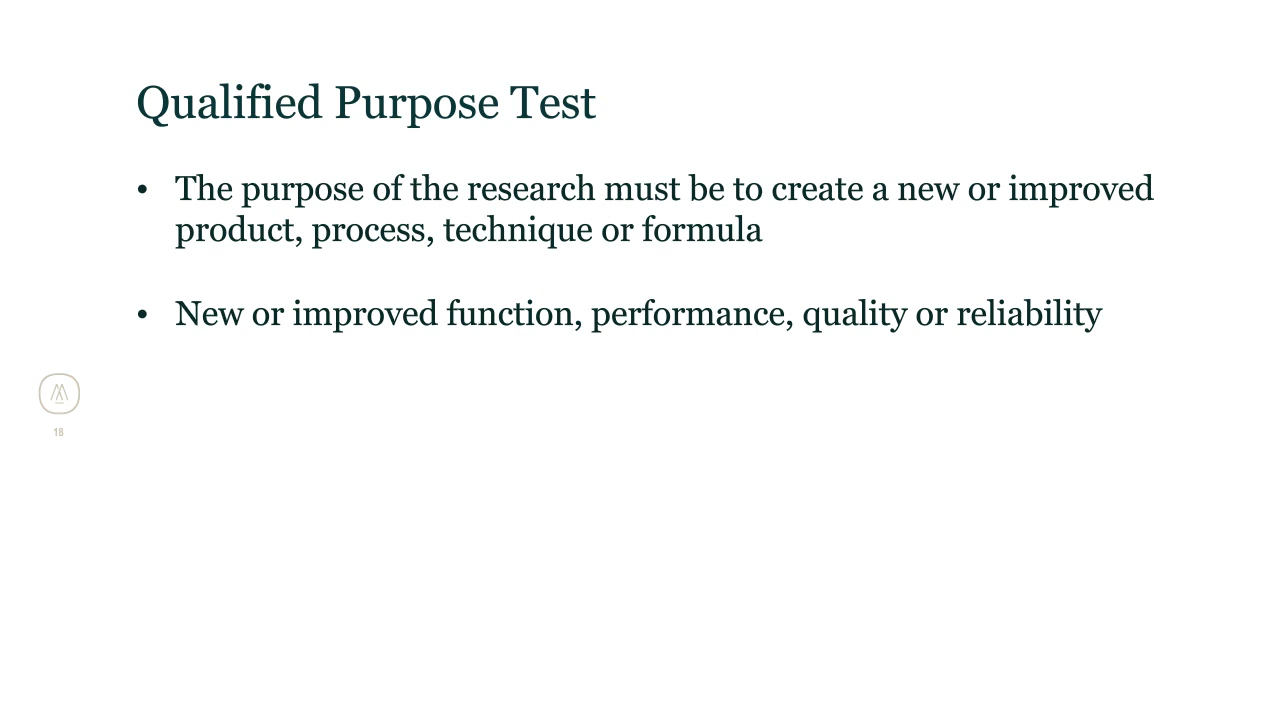 Qualified Purpose Test
• The purpose of the research must be to create a new or improved
product, process, technique or formula
• New or improved function, performance, quality or reliability
18